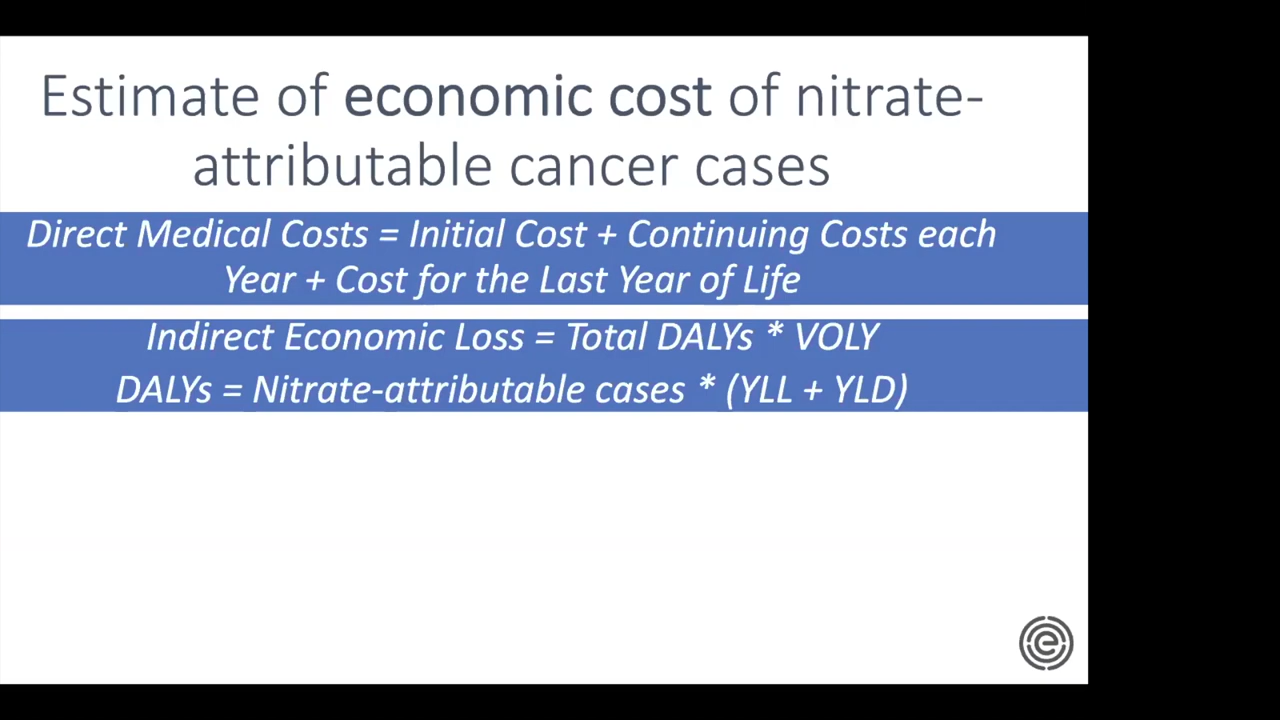 Estimate of economic cost of nitrate-
attributable cancer cases
Direct Medical Costs = Initial Cost + Continuing Costs each
Year + Cost for the Last Year of Life
Indirect Economic Loss = Total DALYs * VOLY
DALYs = Nitrate-attributable cases * (YLL + YLD)
e